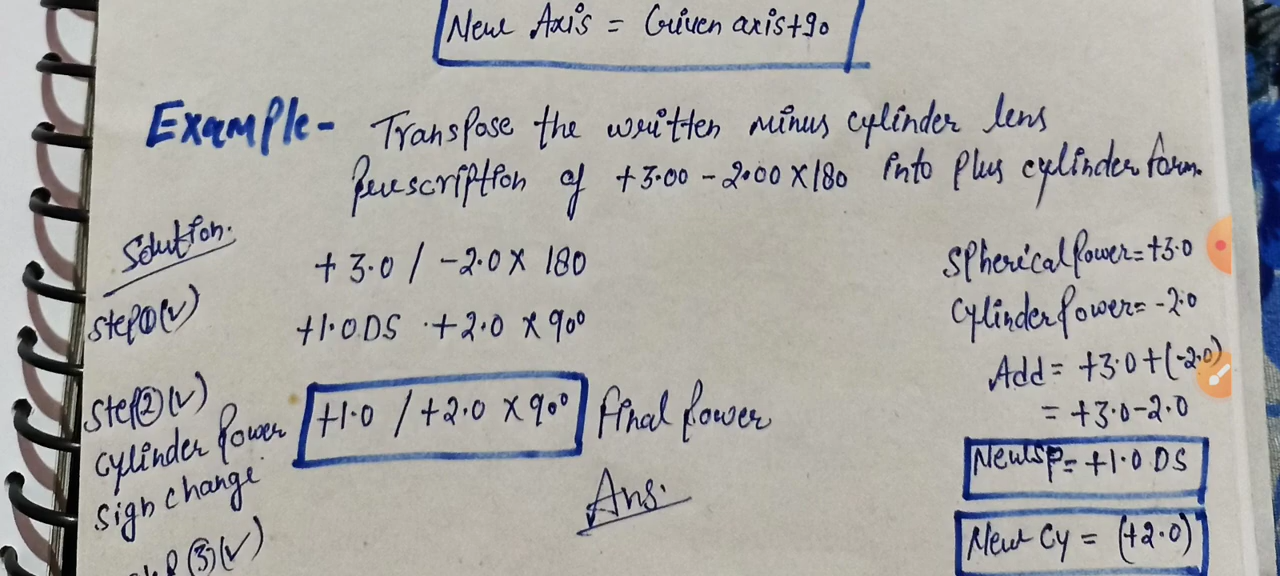 New Axis = Given axis+90
Example- Transpose the written minus cylinder lens
Prescription of +3.00 -2.00 X180 into Plus cylinder form.
Solution.
+3.0 / -2.0 X 180
Step①(✓)
+1.0DS +2.0 X 90°
Step②(✓)
cylinder Power
sign change
+1.0 / +2.0 X 90°
final power
Ans.
Spherical Power=+3.0
Cylinder Power= -2.0
Add= +3.0+(-2.0)
= +3.0-2.0
New SP= +1.0 DS
New Cy = (+2.0)
③(✓)